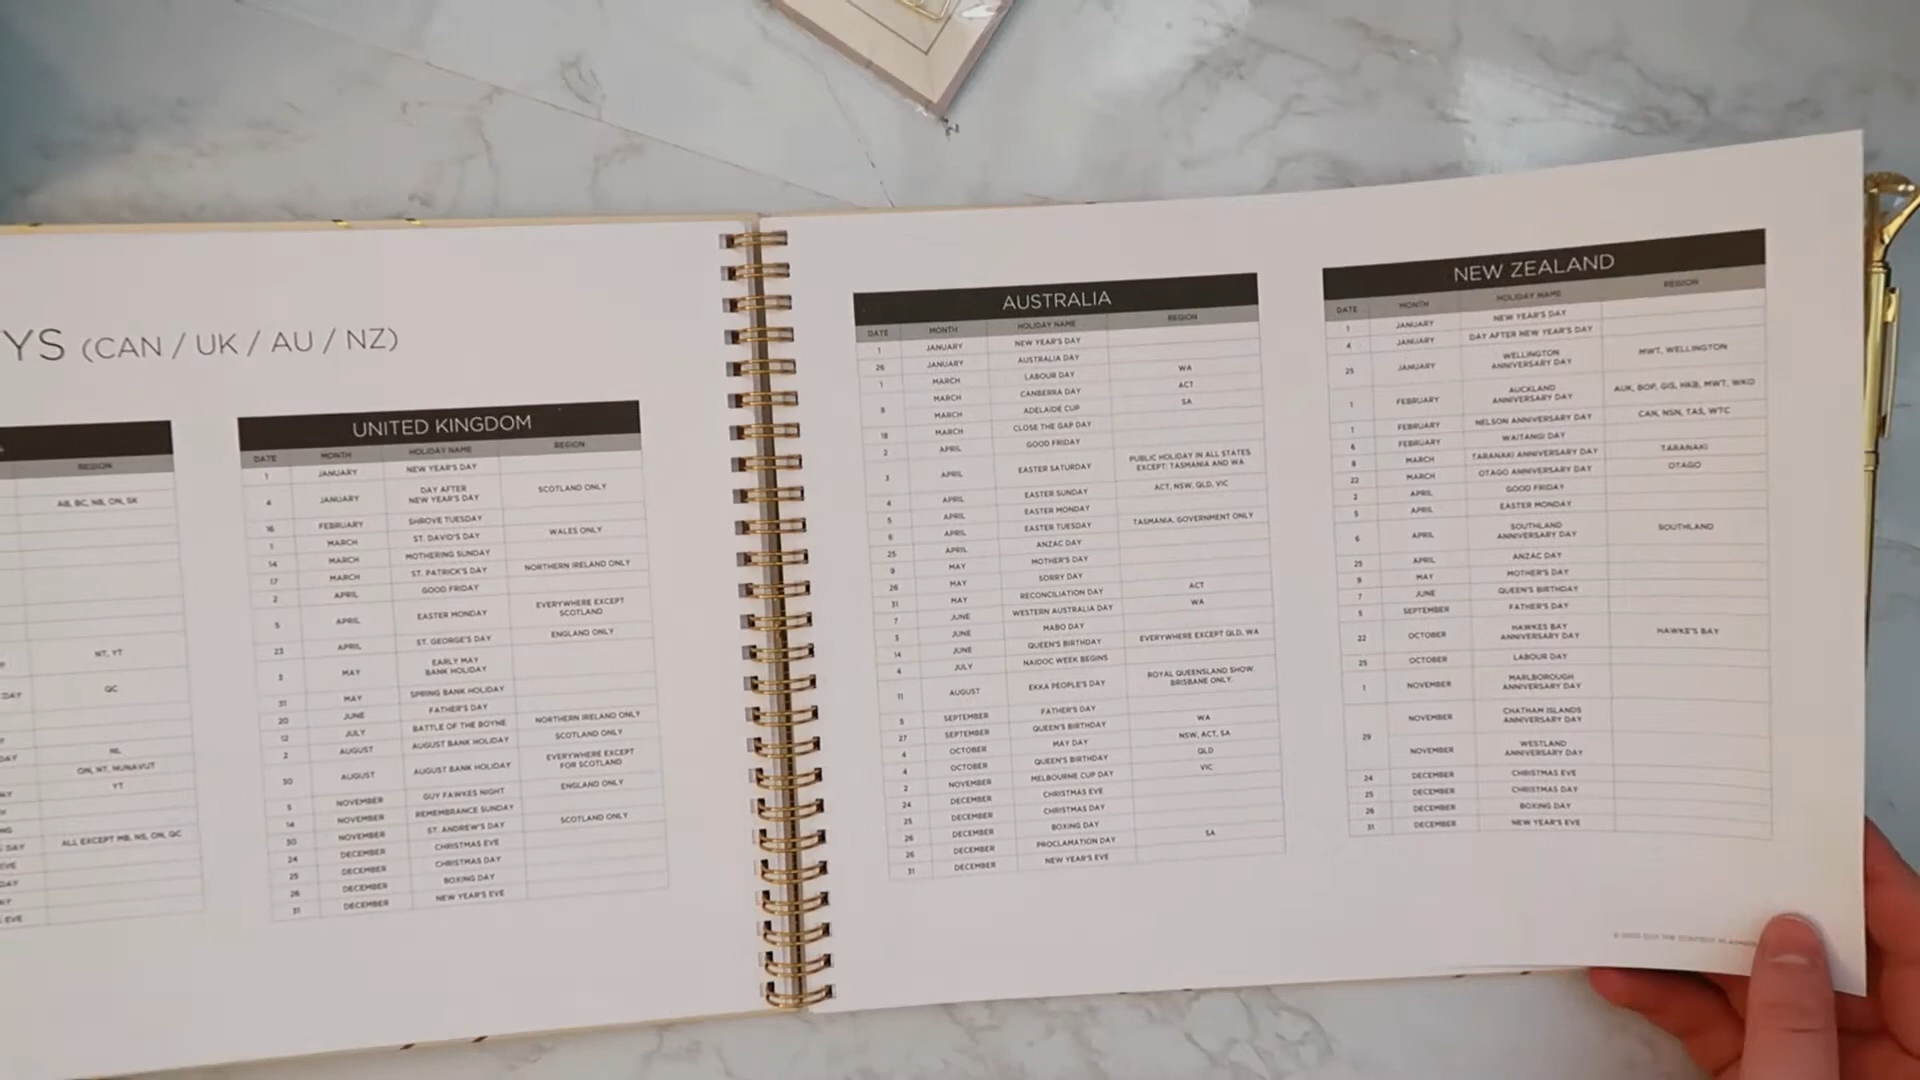 YS (CAN / UK / AU / NZ)
REGION
AB, BC, NB, ON, SK
NT, YT
DAY QC
NL
DAY ON, NT, NUNAVUT
YT
DAY ALL EXCEPT MB, NS, ON, QC
EVE
DAY
EVE
UNITED KINGDOM
DATE MONTH HOLIDAY NAME REGION
1 JANUARY NEW YEAR'S DAY
4 JANUARY DAY AFTER NEW YEAR'S DAY SCOTLAND ONLY
16 FEBRUARY SHROVE TUESDAY
1 MARCH ST. DAVID'S DAY WALES ONLY
14 MARCH MOTHERING SUNDAY
17 MARCH ST. PATRICK'S DAY NORTHERN IRELAND ONLY
2 APRIL GOOD FRIDAY
5 APRIL EASTER MONDAY EVERYWHERE EXCEPT SCOTLAND
23 APRIL ST. GEORGE'S DAY ENGLAND ONLY
3 MAY EARLY MAY BANK HOLIDAY
31 MAY SPRING BANK HOLIDAY
20 JUNE FATHER'S DAY
12 JULY BATTLE OF THE BOYNE NORTHERN IRELAND ONLY
2 AUGUST AUGUST BANK HOLIDAY SCOTLAND ONLY
30 AUGUST AUGUST BANK HOLIDAY EVERYWHERE EXCEPT FOR SCOTLAND
5 NOVEMBER GUY FAWKES NIGHT ENGLAND ONLY
14 NOVEMBER REMEMBRANCE SUNDAY
30 NOVEMBER ST. ANDREW'S DAY SCOTLAND ONLY
24 DECEMBER CHRISTMAS EVE
25 DECEMBER CHRISTMAS DAY
26 DECEMBER BOXING DAY
31 DECEMBER NEW YEAR'S EVE
AUSTRALIA
DATE MONTH HOLIDAY NAME REGION
1 JANUARY NEW YEAR'S DAY
26 JANUARY AUSTRALIA DAY
1 MARCH LABOUR DAY WA
8 MARCH CANBERRA DAY ACT
MARCH ADELAIDE CUP SA
18 MARCH CLOSE THE GAP DAY
2 APRIL GOOD FRIDAY
3 APRIL EASTER SATURDAY PUBLIC HOLIDAY IN ALL STATES EXCEPT: TASMANIA AND WA
4 APRIL EASTER SUNDAY ACT, NSW, QLD, VIC
5 APRIL EASTER MONDAY
6 APRIL EASTER TUESDAY TASMANIA, GOVERNMENT ONLY
25 APRIL ANZAC DAY
9 MAY MOTHER'S DAY
26 MAY SORRY DAY
31 MAY RECONCILIATION DAY ACT
7 JUNE WESTERN AUSTRALIA DAY WA
3 JUNE MABO DAY
14 JUNE QUEEN'S BIRTHDAY EVERYWHERE EXCEPT QLD, WA
4 JULY NAIDOC WEEK BEGINS
11 AUGUST EKKA PEOPLE'S DAY ROYAL QUEENSLAND SHOW. BRISBANE ONLY.
5 SEPTEMBER FATHER'S DAY
27 SEPTEMBER QUEEN'S BIRTHDAY WA
4 OCTOBER MAY DAY NSW, ACT, SA
4 OCTOBER QUEEN'S BIRTHDAY QLD
2 NOVEMBER MELBOURNE CUP DAY VIC
24 DECEMBER CHRISTMAS EVE
25 DECEMBER CHRISTMAS DAY
26 DECEMBER BOXING DAY
26 DECEMBER PROCLAMATION DAY SA
31 DECEMBER NEW YEAR'S EVE
NEW ZEALAND
DATE MONTH HOLIDAY NAME REGION
1 JANUARY NEW YEAR'S DAY
4 JANUARY DAY AFTER NEW YEAR'S DAY
25 JANUARY WELLINGTON ANNIVERSARY DAY MWT, WELLINGTON
1 FEBRUARY AUCKLAND ANNIVERSARY DAY AUK, BOP, GIS, HKB, MWT, WKO
1 FEBRUARY NELSON ANNIVERSARY DAY CAN, NSN, TAS, WTC
6 FEBRUARY WAITANGI DAY
8 MARCH TARANAKI ANNIVERSARY DAY TARANAKI
22 MARCH OTAGO ANNIVERSARY DAY OTAGO
2 APRIL GOOD FRIDAY
5 APRIL EASTER MONDAY
6 APRIL SOUTHLAND ANNIVERSARY DAY SOUTHLAND
25 APRIL ANZAC DAY
9 MAY MOTHER'S DAY
7 JUNE QUEEN'S BIRTHDAY
5 SEPTEMBER FATHER'S DAY
22 OCTOBER HAWKES BAY ANNIVERSARY DAY HAWKE'S BAY
25 OCTOBER LABOUR DAY
1 NOVEMBER MARLBOROUGH ANNIVERSARY DAY
29 NOVEMBER CHATHAM ISLANDS ANNIVERSARY DAY
NOVEMBER WESTLAND ANNIVERSARY DAY
24 DECEMBER CHRISTMAS EVE
25 DECEMBER CHRISTMAS DAY
26 DECEMBER BOXING DAY
31 DECEMBER NEW YEAR'S EVE
THE CONTENT PLANNER